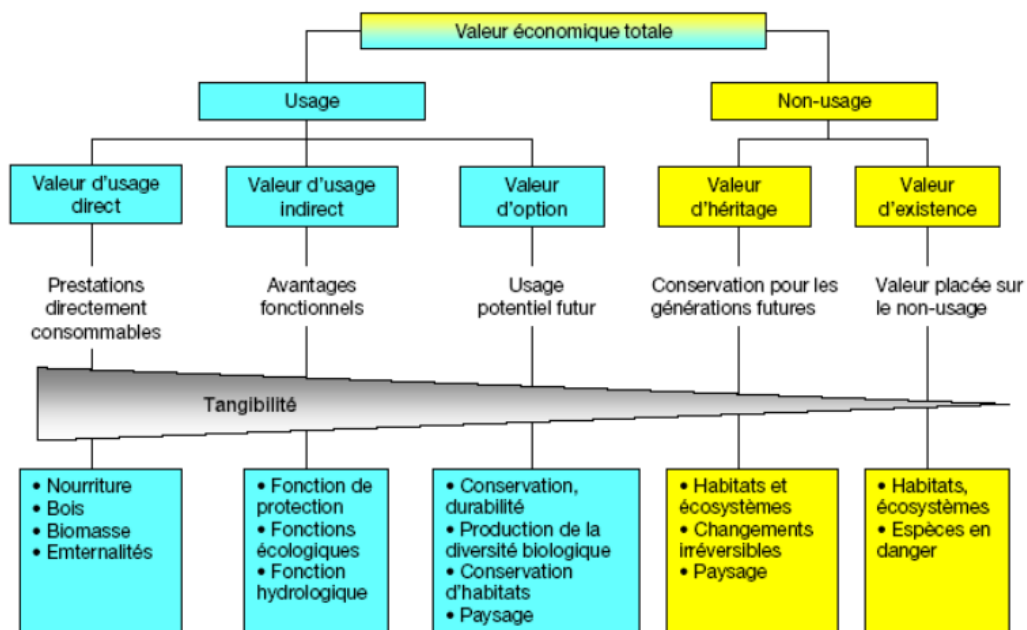 Valeur économique totale
Usage
Non-usage
Valeur d'usage
direct
Valeur d'usage
indirect
Valeur
d'option
Valeur
d'héritage
Valeur
d'existence
Prestations
directement
consommables
Avantages
fonctionnels
Usage
potentiel futur
Conservation pour les
générations futures
Valeur placée sur
le non-usage
Tangibilité
• Nourriture
• Bois
• Biomasse
• Emternalités
• Fonction de
protection
• Fonctions
écologiques
• Fonction
hydrologique
• Conservation,
durabilité
• Production de la
diversité biologique
• Conservation
d'habitats
• Paysage
• Habitats et
écosystèmes
• Changements
irréversibles
• Paysage
• Habitats,
écosystèmes
• Espèces en
danger